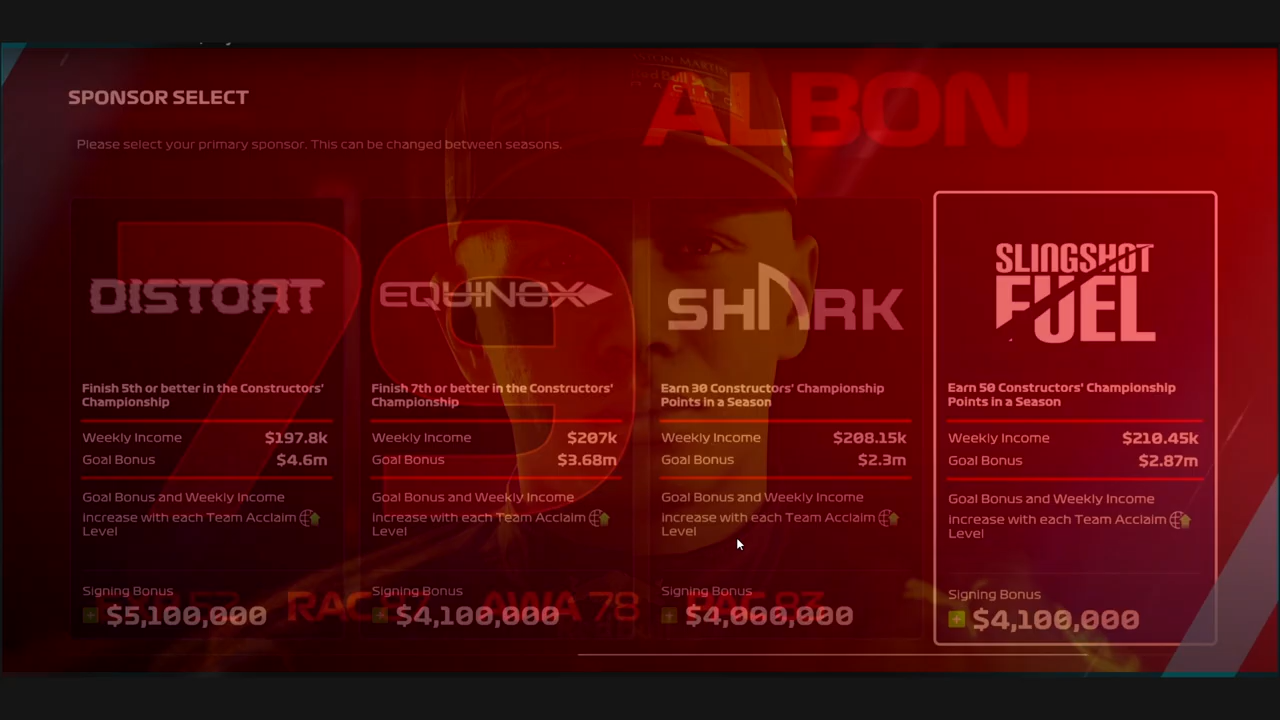 SPONSOR SELECT
ALBON
Please select your primary sponsor. This can be changed between seasons.
79
DISTORT
Finish 5th or better in the Constructors'
Championship
Weekly Income $197.8k
Goal Bonus $4.6m
Goal Bonus and Weekly Income
increase with each Team Acclaim
Level
Signing Bonus
$5,100,000
EQUINOX
Finish 7th or better in the Constructors'
Championship
Weekly Income $207k
Goal Bonus $3.68m
Goal Bonus and Weekly Income
increase with each Team Acclaim
Level
Signing Bonus
$4,100,000
SHARK
Earn 30 Constructors' Championship
Points in a Season
Weekly Income $208.15k
Goal Bonus $2.3m
Goal Bonus and Weekly Income
increase with each Team Acclaim
Level
Signing Bonus
$4,000,000
SLINGSHOT
FUEL
Earn 50 Constructors' Championship
Points in a Season
Weekly Income $210.45k
Goal Bonus $2.87m
Goal Bonus and Weekly Income
increase with each Team Acclaim
Level
Signing Bonus
$4,100,000
AWA 78
PAC 83